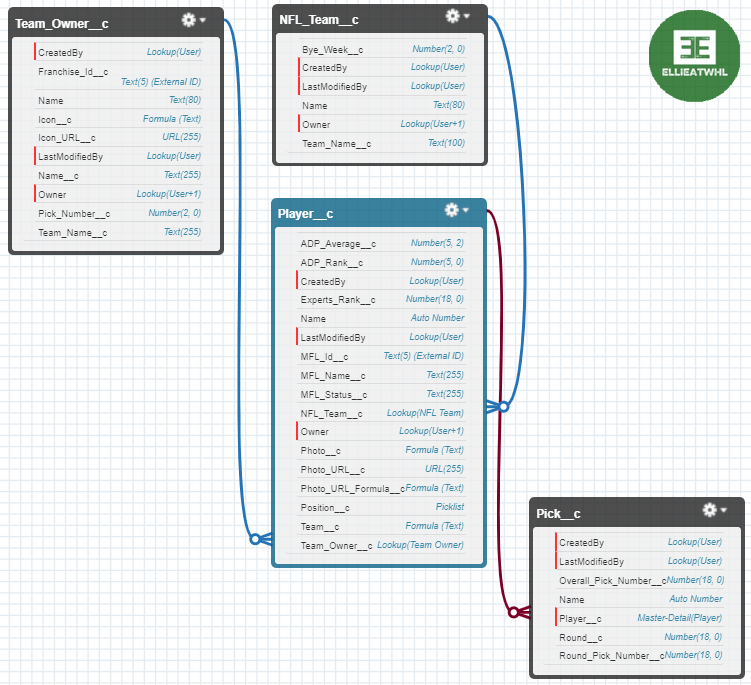 Team_Owner__c
CreatedBy Lookup(User)
Franchise_Id__c
Text(5) (External ID)
Name Text(80)
Icon__c Formula (Text)
Icon_URL__c URL(255)
LastModifiedBy Lookup(User)
Name__c Text(255)
Owner Lookup(User+1)
Pick_Number__c Number(2, 0)
Team_Name__c Text(255)
NFL_Team__c
Bye_Week__c Number(2, 0)
CreatedBy Lookup(User)
LastModifiedBy Lookup(User)
Name Text(80)
Owner Lookup(User+1)
Team_Name__c Text(100)
ELLIEATWHL
Player__c
ADP_Average__c Number(5, 2)
ADP_Rank__c Number(5, 0)
CreatedBy Lookup(User)
Experts_Rank__c Number(18, 0)
Name Auto Number
LastModifiedBy Lookup(User)
MFL_Id__c Text(5) (External ID)
MFL_Name__c Text(255)
MFL_Status__c Text(255)
NFL_Team__c Lookup(NFL Team)
Owner Lookup(User+1)
Photo__c Formula (Text)
Photo_URL__c URL(255)
Photo_URL_Formula__c Formula (Text)
Position__c Picklist
Team__c Formula (Text)
Team_Owner__c Lookup(Team Owner)
Pick__c
CreatedBy Lookup(User)
LastModifiedBy Lookup(User)
Overall_Pick_Number__c Number(18, 0)
Name Auto Number
Player__c Master-Detail(Player)
Round__c Number(18, 0)
Round_Pick_Number__c Number(18, 0)